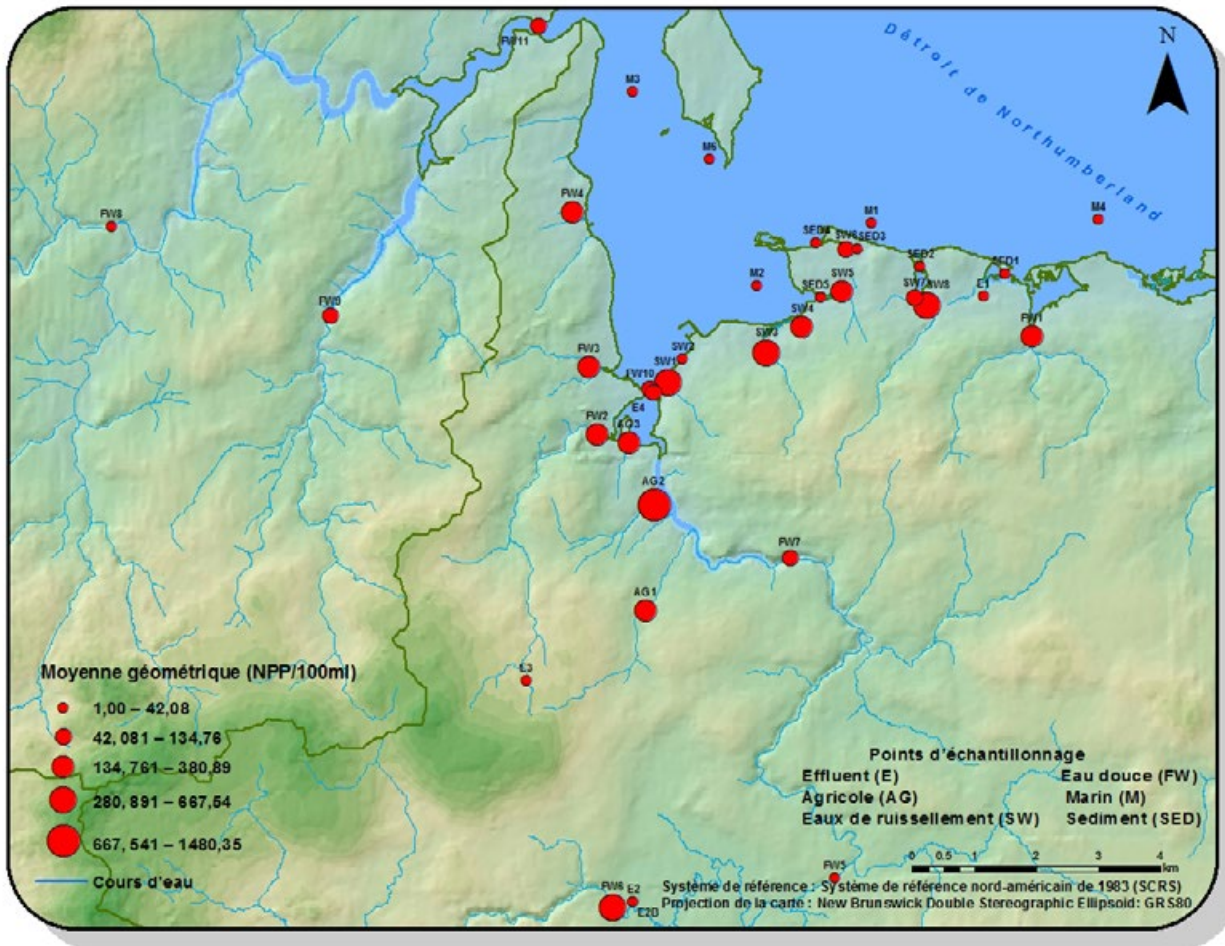 FW11
N
Détroit de Northumberland
M3
M6
FW4
FW8
M1
M4
SED4
SW6
SED3
SED2
SED1
M2
SED5
SW5
SW7
SW8
E1
FW9
SW4
FW1
SW3
SW2
FW3
SW1
FW10
E4
FW2
AG3
AG2
FW7
AG1
E3
Moyenne géométrique (NPP/100ml)
1,00 – 42,08
42,081 – 134,76
134,761 – 380,89
280,891 – 667,54
667,541 – 1480,35
Cours d'eau
Points d'échantillonnage
Effluent (E) Eau douce (FW)
Agricole (AG) Marin (M)
Eaux de ruissellement (SW) Sediment (SED)
FW5
0 0.5 1 2 3 4
km
FW6
E2
E2D
Système de référence : Système de référence nord-américain de 1983 (SCRS)
Projection de la carte : New Brunswick Double Stereographic Ellipsoid: GRS80